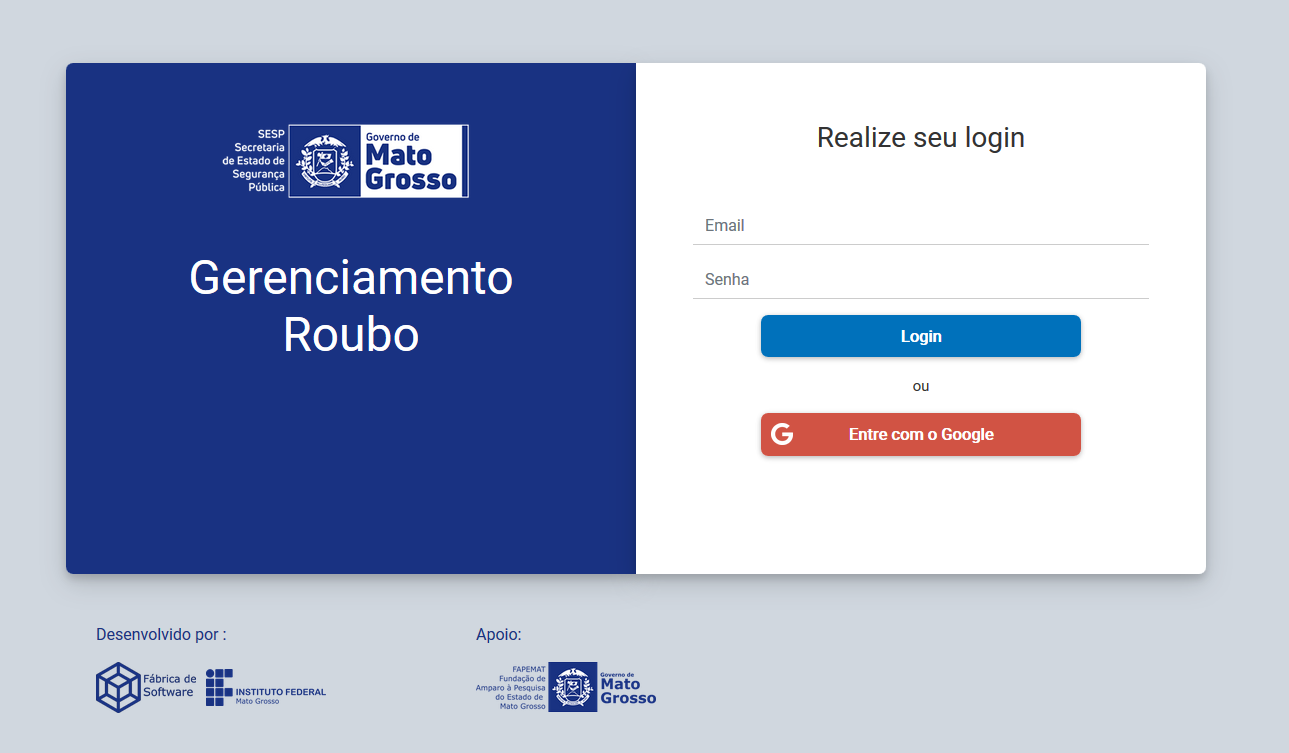 SESP
Secretaria
de Estado de
Segurança
Pública
Governo de
Mato
Grosso
Gerenciamento
Roubo
Realize seu login
Email
Senha
Login
ou
G
Entre com o Google
Desenvolvido por :
Fábrica de
Software
INSTITUTO FEDERAL
Mato Grosso
Apoio:
FAPEMAT
Fundação de
Amparo à Pesquisa
do Estado de
Mato Grosso
Governo de
Mato
Grosso